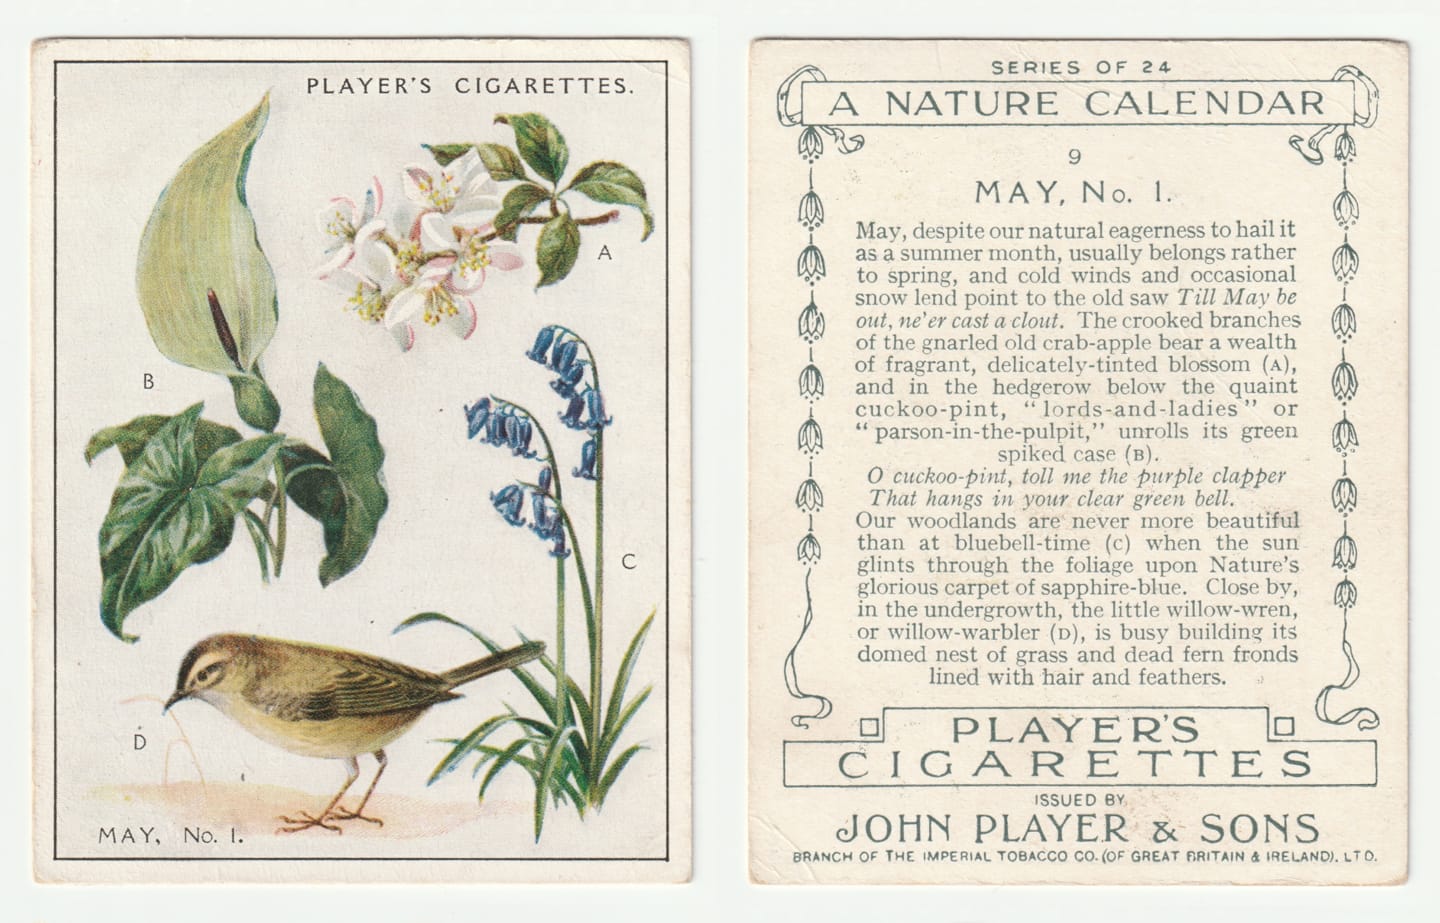 PLAYER'S CIGARETTES.
A
B
C
D
MAY, No. 1.
SERIES OF 24
A NATURE CALENDAR
9
MAY, No. 1.
May, despite our natural eagerness to hail it
as a summer month, usually belongs rather
to spring, and cold winds and occasional
snow lend point to the old saw Till May be
out, ne'er cast a clout. The crooked branches
of the gnarled old crab-apple bear a wealth
of fragrant, delicately-tinted blossom (A),
and in the hedgerow below the quaint
cuckoo-pint, "lords-and-ladies" or
"parson-in-the-pulpit," unrolls its green
spiked case (B).
O cuckoo-pint, toll me the purple clapper
That hangs in your clear green bell.
Our woodlands are never more beautiful
than at bluebell-time (C) when the sun
glints through the foliage upon Nature's
glorious carpet of sapphire-blue. Close by,
in the undergrowth, the little willow-wren,
or willow-warbler (D), is busy building its
domed nest of grass and dead fern fronds
lined with hair and feathers.
PLAYER'S
CIGARETTES
ISSUED BY
JOHN PLAYER & SONS
BRANCH OF THE IMPERIAL TOBACCO CO. (OF GREAT BRITAIN & IRELAND). LTD.